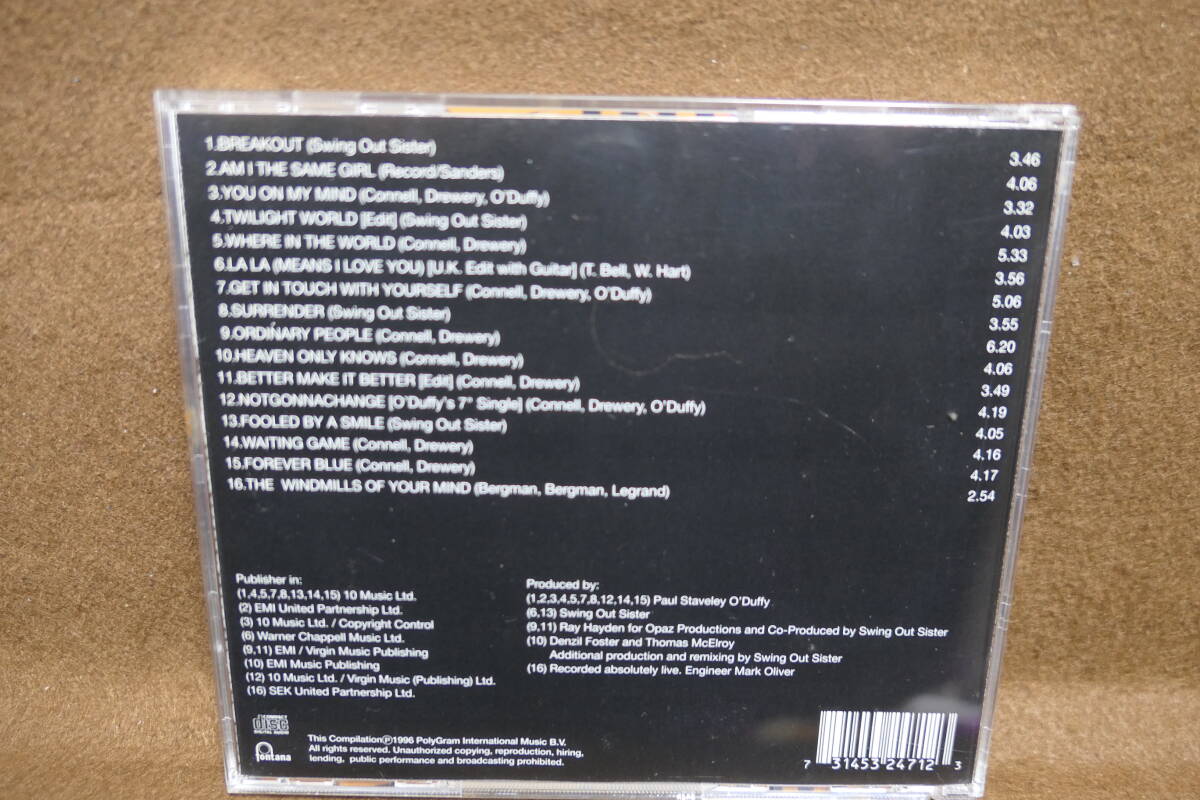 1.BREAKOUT (Swing Out Sister) 3.46
2.AM I THE SAME GIRL (Record/Sanders) 4.06
3.YOU ON MY MIND (Connell, Drewery, O'Duffy) 3.32
4.TWILIGHT WORLD [Edit] (Swing Out Sister) 4.03
5.WHERE IN THE WORLD (Connell, Drewery) 5.33
6.LA LA (MEANS I LOVE YOU) [U.K. Edit with Guitar] (T. Bell, W. Hart) 3.56
7.GET IN TOUCH WITH YOURSELF (Connell, Drewery, O'Duffy) 5.06
8.SURRENDER (Swing Out Sister) 3.55
9.ORDINARY PEOPLE (Connell, Drewery) 6.20
10.HEAVEN ONLY KNOWS (Connell, Drewery) 4.06
11.BETTER MAKE IT BETTER [Edit] (Connell, Drewery) 3.49
12.NOTGONNACHANGE [O'Duffy's 7" Single] (Connell, Drewery, O'Duffy) 4.19
13.FOOLED BY A SMILE (Swing Out Sister) 4.05
14.WAITING GAME (Connell, Drewery) 4.16
15.FOREVER BLUE (Connell, Drewery) 4.17
16.THE WINDMILLS OF YOUR MIND (Bergman, Bergman, Legrand) 2.54
Publisher in:
(1,4,5,7,8,13,14,15) 10 Music Ltd.
(2) EMI United Partnership Ltd.
(3) 10 Music Ltd. / Copyright Control
(6) Warner Chappell Music Ltd.
(9,11) EMI / Virgin Music Publishing
(10) EMI Music Publishing
(12) 10 Music Ltd. / Virgin Music (Publishing) Ltd.
(16) SEK United Partnership Ltd.
Produced by:
(1,2,3,4,5,7,8,12,14,15) Paul Staveley O'Duffy
(6,13) Swing Out Sister
(9,11) Ray Hayden for Opaz Productions and Co-Produced by Swing Out Sister
(10) Denzil Foster and Thomas McElroy
Additional production and remixing by Swing Out Sister
(16) Recorded absolutely live. Engineer Mark Oliver
COMPACT
disc
DIGITAL AUDIO
fontana
This Compilation ℗1996 PolyGram International Music B.V.
All rights reserved. Unauthorized copying, reproduction, hiring,
lending, public performance and broadcasting prohibited.
7 31453 24712 3